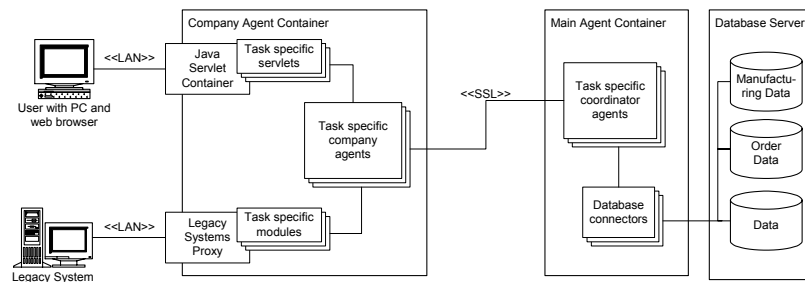 Company Agent Container
Main Agent Container
Database Server
<<LAN>>
Java
Servlet
Container
Task specific
servlets
User with PC and
web browser
Task specific
company
agents
<<SSL>>
Task specific
coordinator
agents
Manufactu-
ring Data
Order
Data
Data
Database
connectors
<<LAN>>
Legacy
Systems
Proxy
Task specific
modules
Legacy System